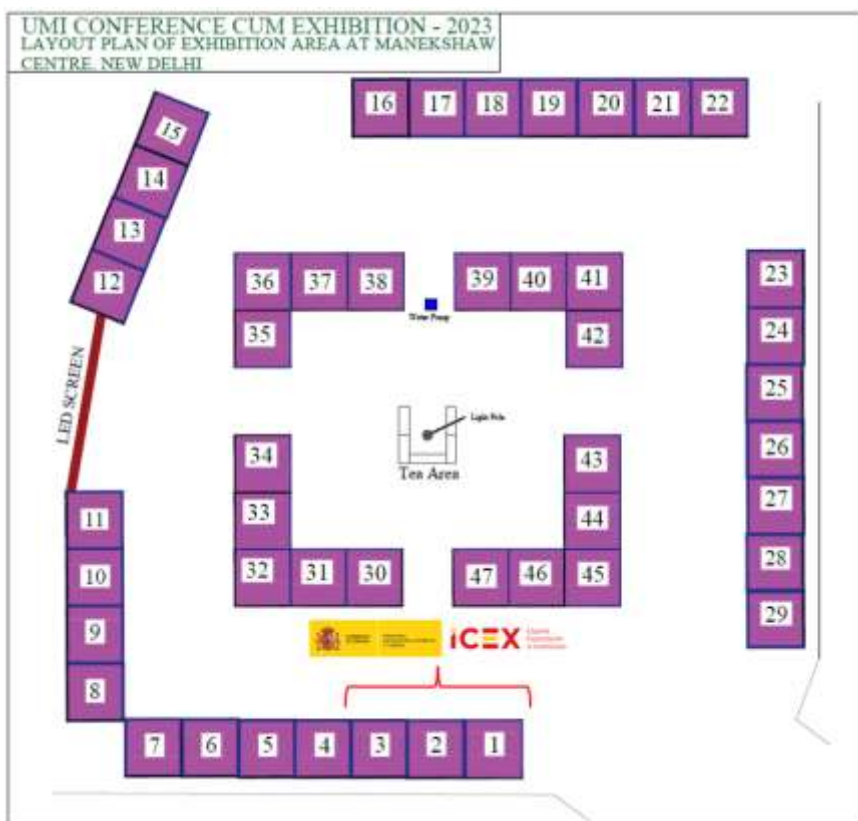 UMI CONFERENCE CUM EXHIBITION - 2023
LAYOUT PLAN OF EXHIBITION AREA AT MANEKSHAW
CENTRE, NEW DELHI
16 17 18 19 20 21 22
15
14
13
12
LED SCREEN
36 37 38
39 40 41
35
42
Water Pump
23
24
25
26
27
28
29
Light Pole
Tea Area
34
33
32 31 30
43
44
47 46 45
11
10
9
8
ICEX
7 6 5 4 3 2 1